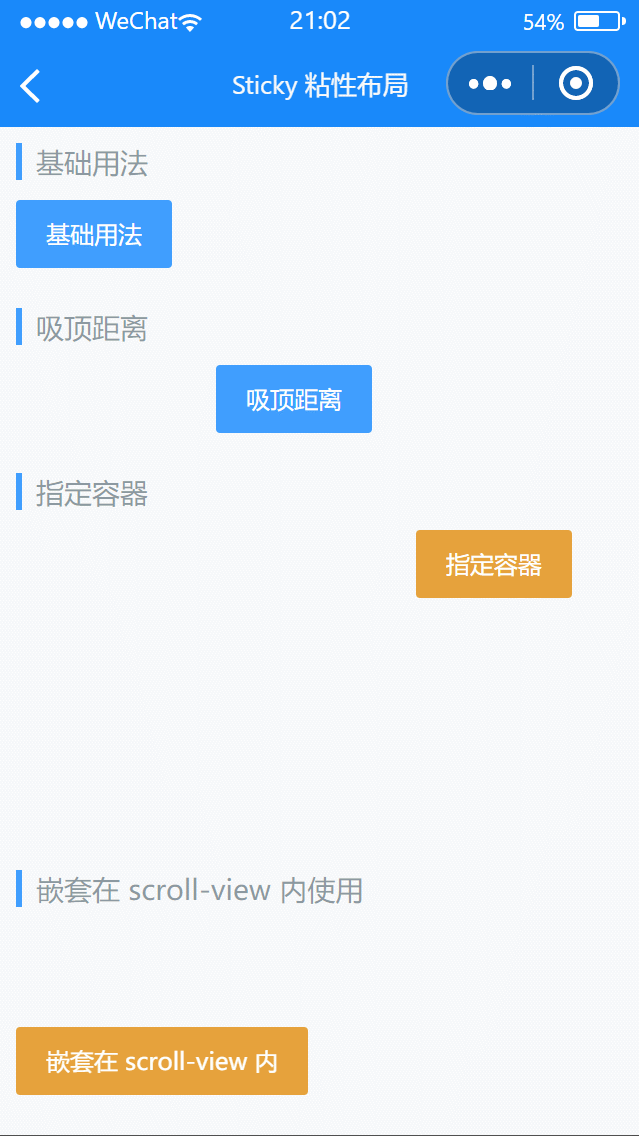 ●●●●● WeChat 21:02 54%
Sticky 粘性布局
基础用法
基础用法
吸顶距离
吸顶距离
指定容器
指定容器
嵌套在 scroll-view 内使用
嵌套在 scroll-view 内